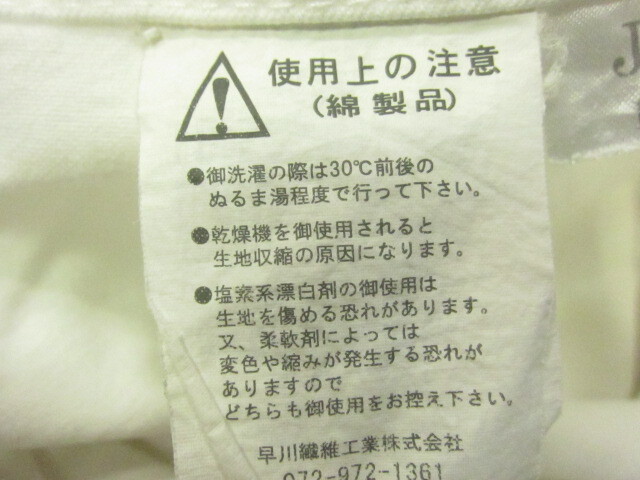 使用上の注意
(綿製品)
●御洗濯の際は30℃前後の
ぬるま湯程度で行って下さい。
●乾燥機を御使用されると
生地収縮の原因になります。
●塩素系漂白剤の御使用は
生地を傷める恐れがあります。
又、柔軟剤によっては
変色や縮みが発生する恐れが
ありますので
どちらも御使用をお控え下さい。
早川繊維工業株式会社
072-972-1361
J